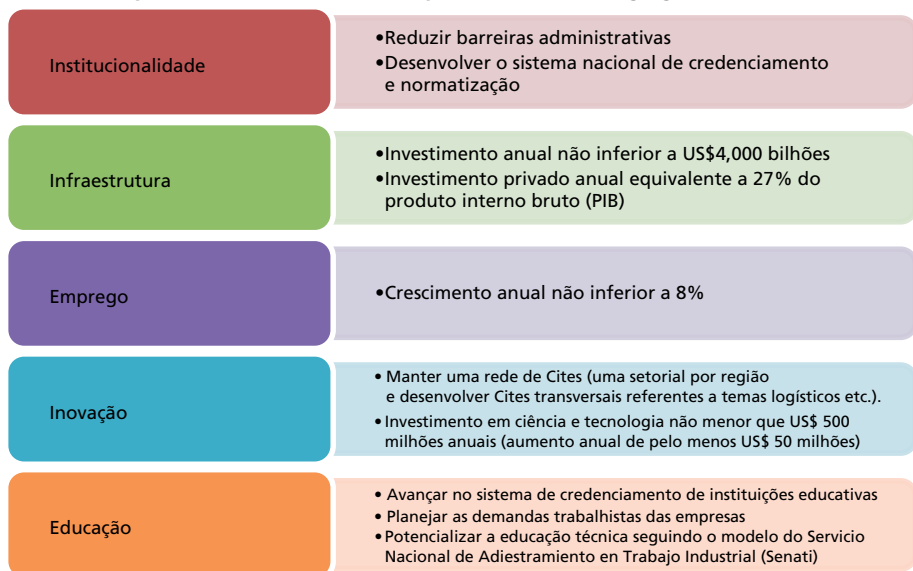 Institucionalidade
•Reduzir barreiras administrativas
•Desenvolver o sistema nacional de credenciamento
e normatização
Infraestrutura
•Investimento anual não inferior a US$4,000 bilhões
•Investimento privado anual equivalente a 27% do
produto interno bruto (PIB)
Emprego
•Crescimento anual não inferior a 8%
Inovação
• Manter uma rede de Cites (uma setorial por região
e desenvolver Cites transversais referentes a temas logísticos etc.).
• Investimento em ciência e tecnologia não menor que US$ 500
milhões anuais (aumento anual de pelo menos US$ 50 milhões)
Educação
• Avançar no sistema de credenciamento de instituições educativas
• Planejar as demandas trabalhistas das empresas
•Potencializar a educação técnica seguindo o modelo do Servicio
Nacional de Adiestramiento en Trabajo Industrial (Senati)